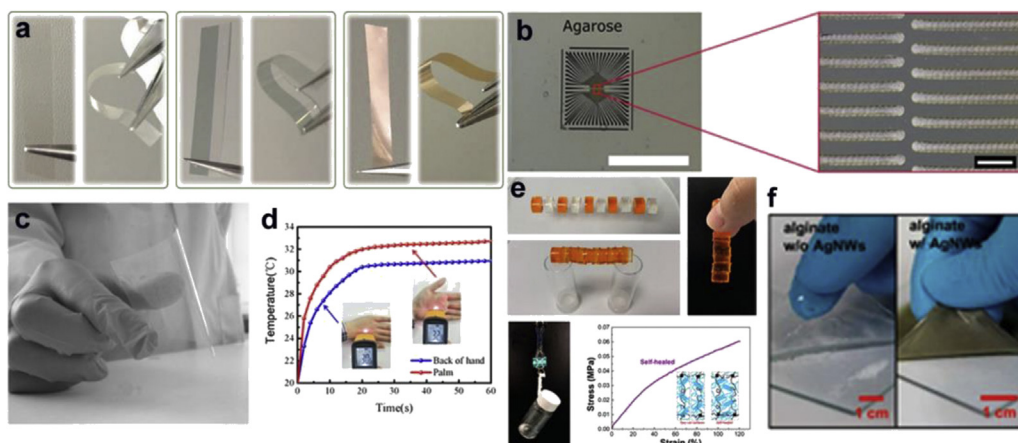 a
b
Agarose
c
d
34
32
30
28
26
24
22
20
Temperature(℃)
Back of hand
Palm
0
10
20
30
40
50
60
Time(s)
e
0.07
0.06
0.05
0.04
0.03
0.02
0.01
0.00
Stress (MPa)
Self-healed
0
20
40
60
80
100
120
Strain (%)
f
alginate
w/o AgNWs
1 cm
alginate
w/ AgNWs
1 cm